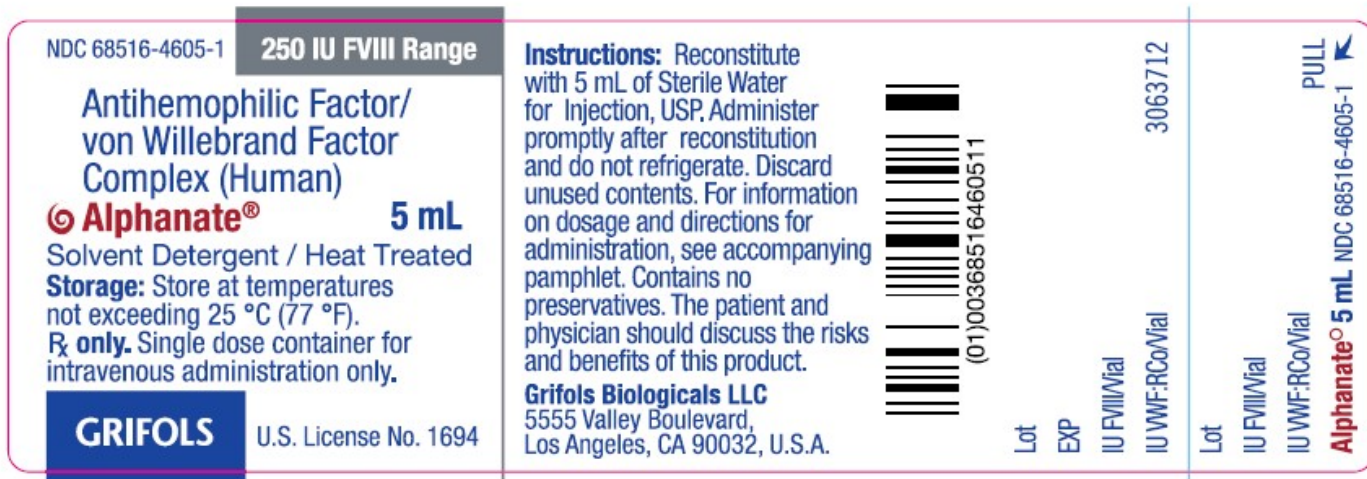 NDC 68516-4605-1
250 IU FVIII Range
Antihemophilic Factor/
von Willebrand Factor
Complex (Human)
Alphanate®
5 mL
Solvent Detergent / Heat Treated
Storage: Store at temperatures
not exceeding 25 °C (77 °F).
℞ only. Single dose container for
intravenous administration only.
GRIFOLS
U.S. License No. 1694
Instructions: Reconstitute
with 5 mL of Sterile Water
for Injection, USP. Administer
promptly after reconstitution
and do not refrigerate. Discard
unused contents. For information
on dosage and directions for
administration, see accompanying
pamphlet. Contains no
preservatives. The patient and
physician should discuss the risks
and benefits of this product.
Grifols Biologicals LLC
5555 Valley Boulevard,
Los Angeles, CA 90032, U.S.A.
(01)00368516460511
Lot
EXP
IU FVIII/Vial
IU VWF:RCo/Vial
3063712
Lot
IU FVIII/Vial
IU VWF:RCo/Vial
PULL
Alphanate® 5 mL NDC 68516-4605-1